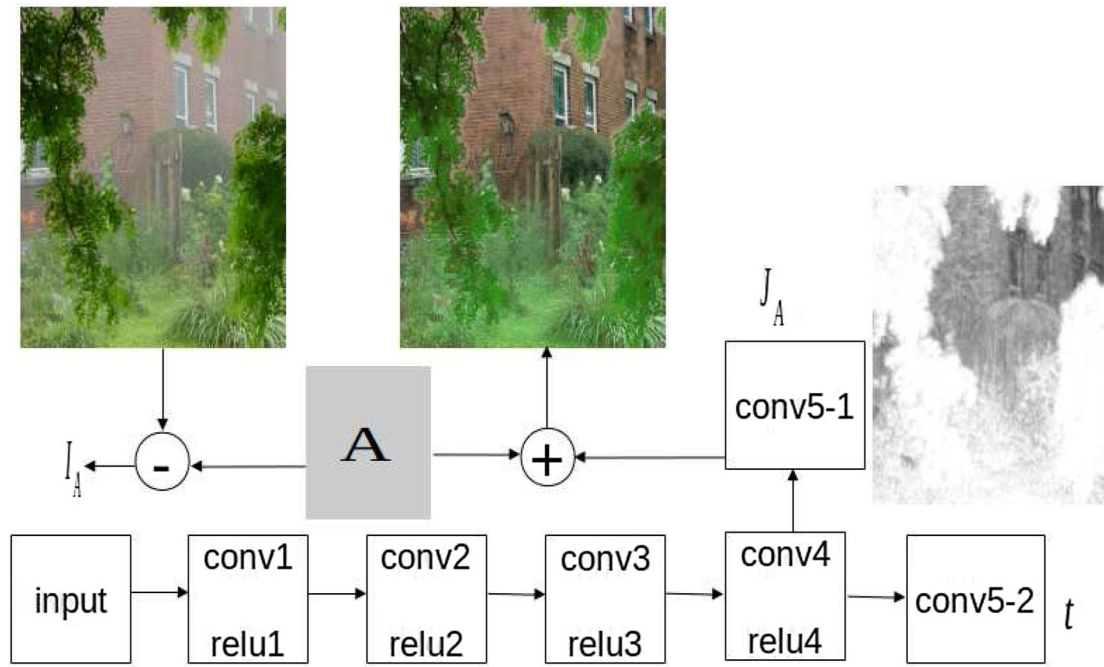 J_A
conv5-1
A
I_A
-
+
input
conv1
relu1
conv2
relu2
conv3
relu3
conv4
relu4
conv5-2
t